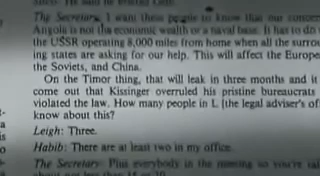 The Secretary: I want these people to know that our concern
Angola is not the economic wealth or a naval base. It has to do
the USSR operating 8,000 miles from home when all the surrou
ing states are asking for our help. This will affect the Europe
the Soviets, and China.
On the Timor thing, that will leak in three months and it
come out that Kissinger overruled his pristine bureaucrats
violated the law. How many people in L [the legal adviser's of
know about this?
Leigh: Three.
Habib: There are at least two in my office.
The Secretary: Plus everybody in the meeting so you're tal